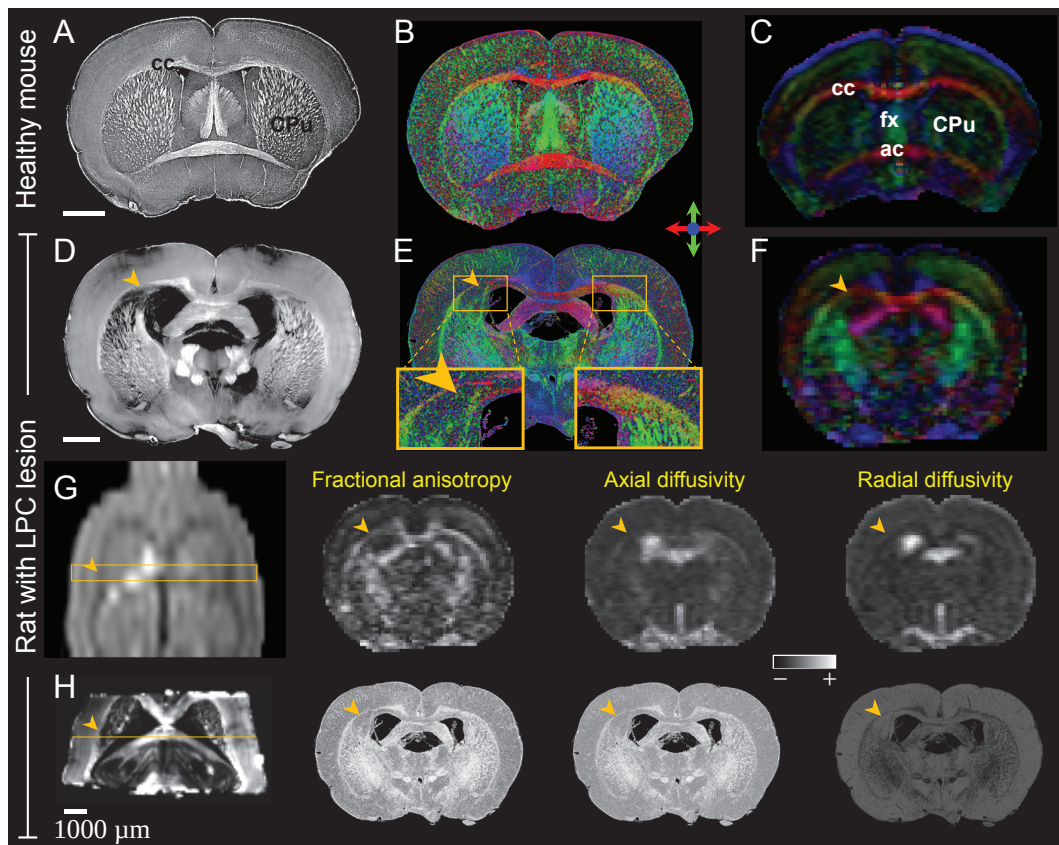 Healthy mouse
A
cc
CPu
B
C
cc
fx
CPu
ac
Rat with LPC lesion
D
E
F
G
Fractional anisotropy
Axial diffusivity
Radial diffusivity
− +
H
1000 µm